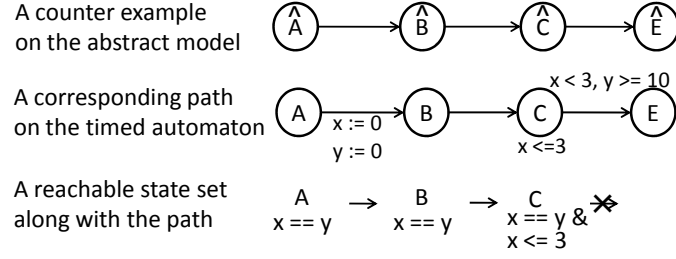 A counter example
on the abstract model
Â B̂ Ĉ Ê
A corresponding path
on the timed automaton
x < 3, y >= 10
A B C E
x := 0
y := 0
x <=3
A reachable state set
along with the path
A → B → C →
x == y x == y x == y &
x <= 3